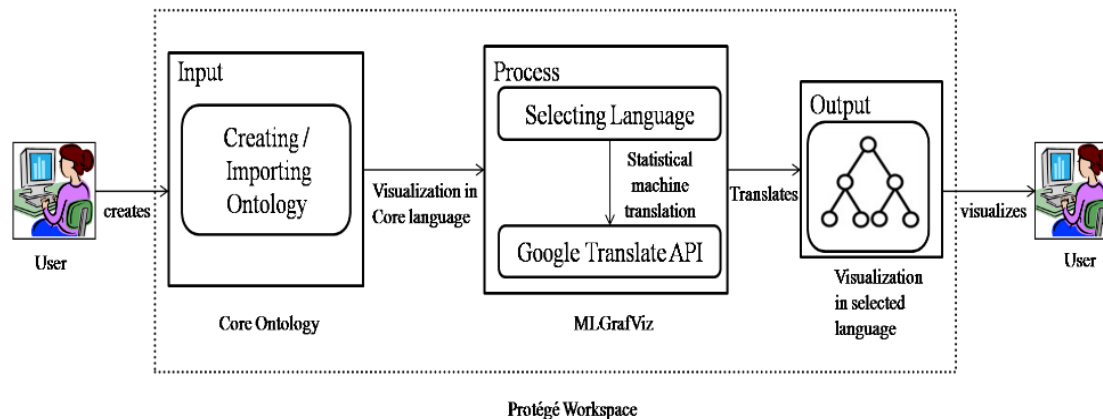 Input
Creating /
Importing
Ontology
Core Ontology
User
creates
Visualization in
Core language
Process
Selecting Language
Statistical
machine
translation
Google Translate API
MLGrafViz
Translates
Output
Visualization
in selected
language
visualizes
User
Protégé Workspace